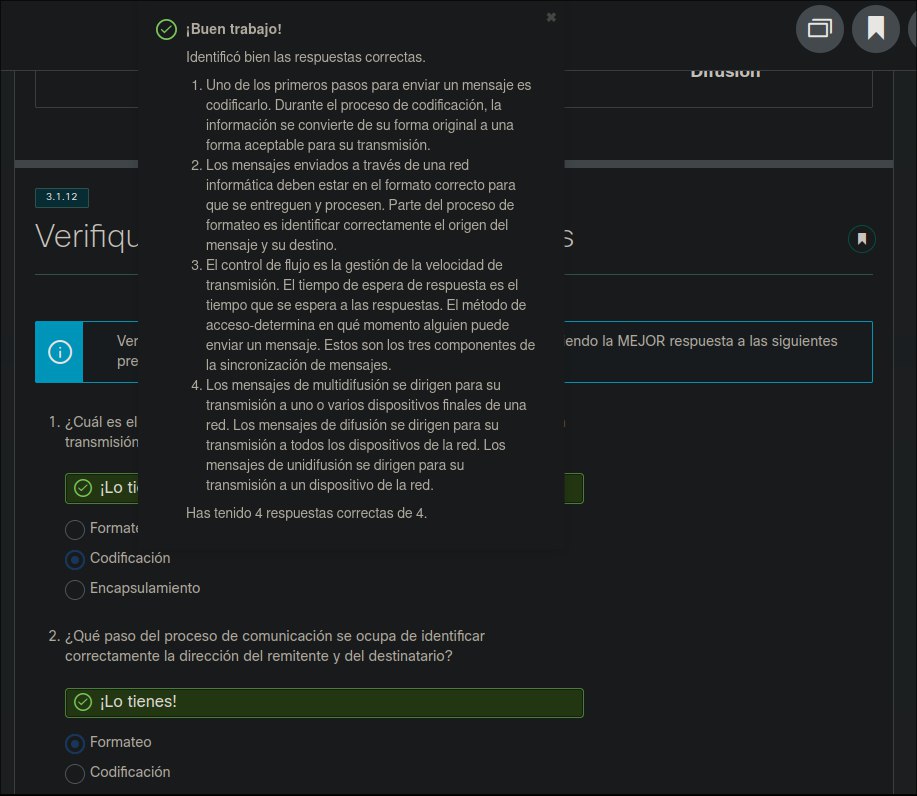 ¡Buen trabajo!
Identificó bien las respuestas correctas.
1. Uno de los primeros pasos para enviar un mensaje es
codificarlo. Durante el proceso de codificación, la
información se convierte de su forma original a una
forma aceptable para su transmisión.
2. Los mensajes enviados a través de una red
informática deben estar en el formato correcto para
que se entreguen y procesen. Parte del proceso de
formateo es identificar correctamente el origen del
mensaje y su destino.
3. El control de flujo es la gestión de la velocidad de
transmisión. El tiempo de espera de respuesta es el
tiempo que se espera a las respuestas. El método de
acceso-determina en qué momento alguien puede
enviar un mensaje. Estos son los tres componentes de
la sincronización de mensajes.
4. Los mensajes de multidifusión se dirigen para su
transmisión a uno o varios dispositivos finales de una
red. Los mensajes de difusión se dirigen para su
transmisión a todos los dispositivos de la red. Los
mensajes de unidifusión se dirigen para su
transmisión a un dispositivo de la red.
Has tenido 4 respuestas correctas de 4.
Difusión
3.1.12
Verifiqu s
Ver endo la MEJOR respuesta a las siguientes
pre
1. ¿Cuál es el
transmisión
¡Lo ti
Formate
Codificación
Encapsulamiento
2. ¿Qué paso del proceso de comunicación se ocupa de identificar
correctamente la dirección del remitente y del destinatario?
¡Lo tienes!
Formateo
Codificación